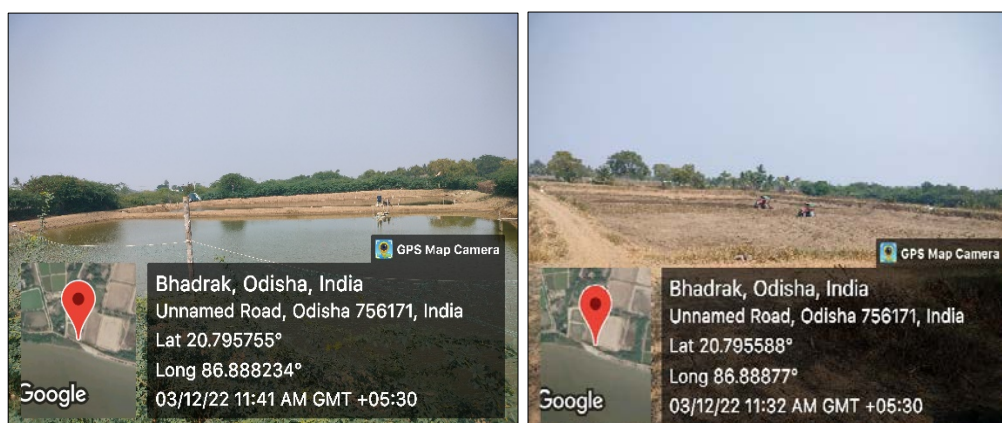 GPS Map Camera
Bhadrak, Odisha, India
Unnamed Road, Odisha 756171, India
Lat 20.795755°
Long 86.888234°
03/12/22 11:41 AM GMT +05:30
Google
GPS Map Camera
Bhadrak, Odisha, India
Unnamed Road, Odisha 756171, India
Lat 20.795588°
Long 86.88877°
03/12/22 11:32 AM GMT +05:30
Google